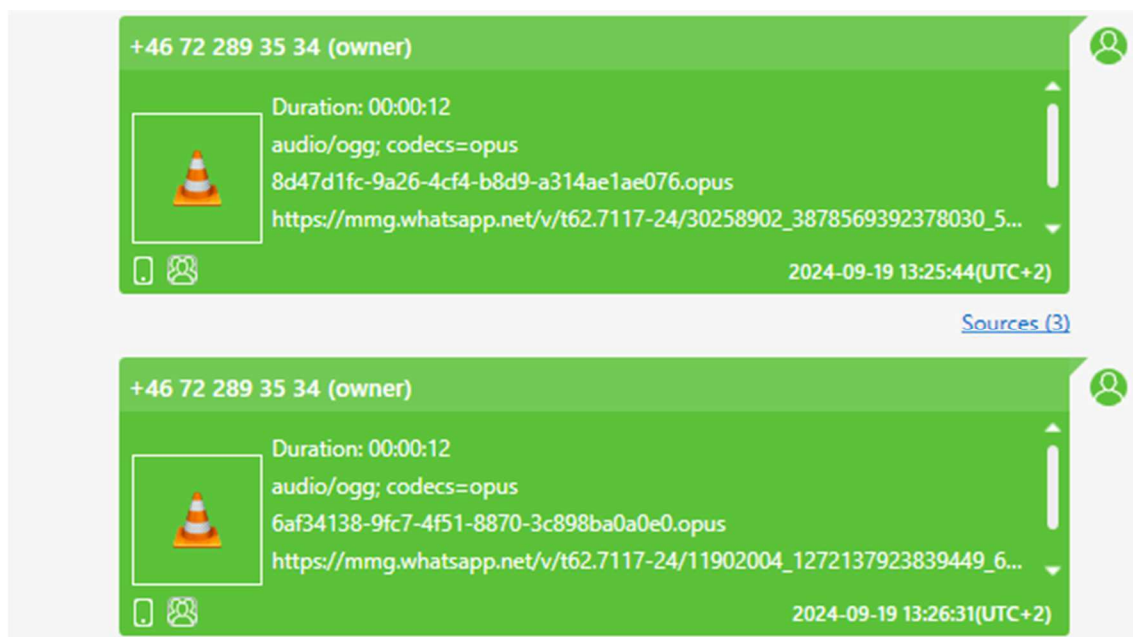 +46 72 289 35 34 (owner)
Duration: 00:00:12
audio/ogg; codecs=opus
8d47d1fc-9a26-4cf4-b8d9-a314ae1ae076.opus
https://mmg.whatsapp.net/v/t62.7117-24/30258902_3878569392378030_5...
2024-09-19 13:25:44(UTC+2)
Sources (3)
+46 72 289 35 34 (owner)
Duration: 00:00:12
audio/ogg; codecs=opus
6af34138-9fc7-4f51-8870-3c898ba0a0e0.opus
https://mmg.whatsapp.net/v/t62.7117-24/11902004_1272137923839449_6...
2024-09-19 13:26:31(UTC+2)